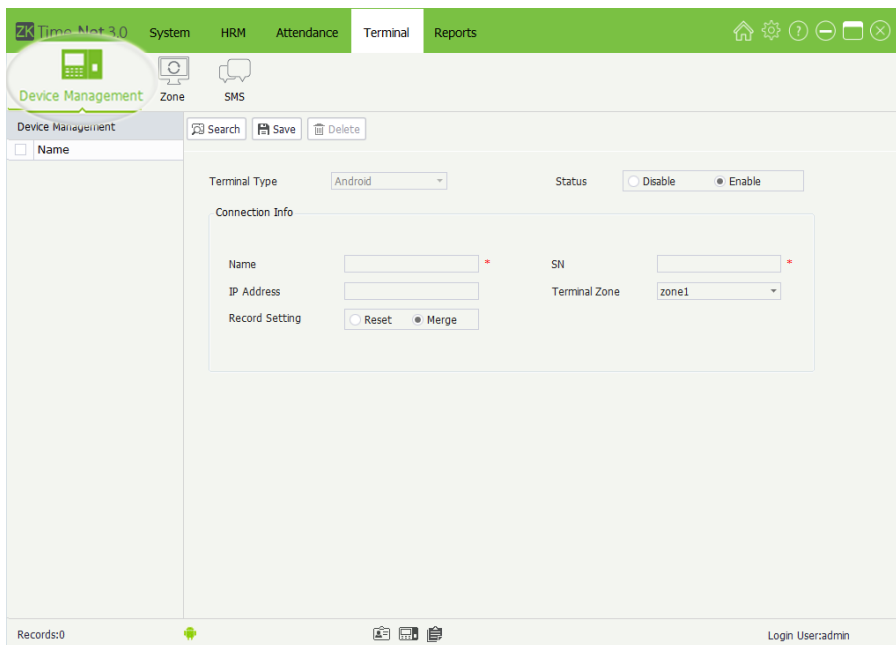 ZK Time.Net 3.0 System HRM Attendance Terminal Reports
Device Management Zone SMS
Device Management Search Save Delete
Name
Terminal Type Android Status Disable Enable
Connection Info
Name * SN *
IP Address Terminal Zone zone1
Record Setting Reset Merge
Records:0 Login User:admin